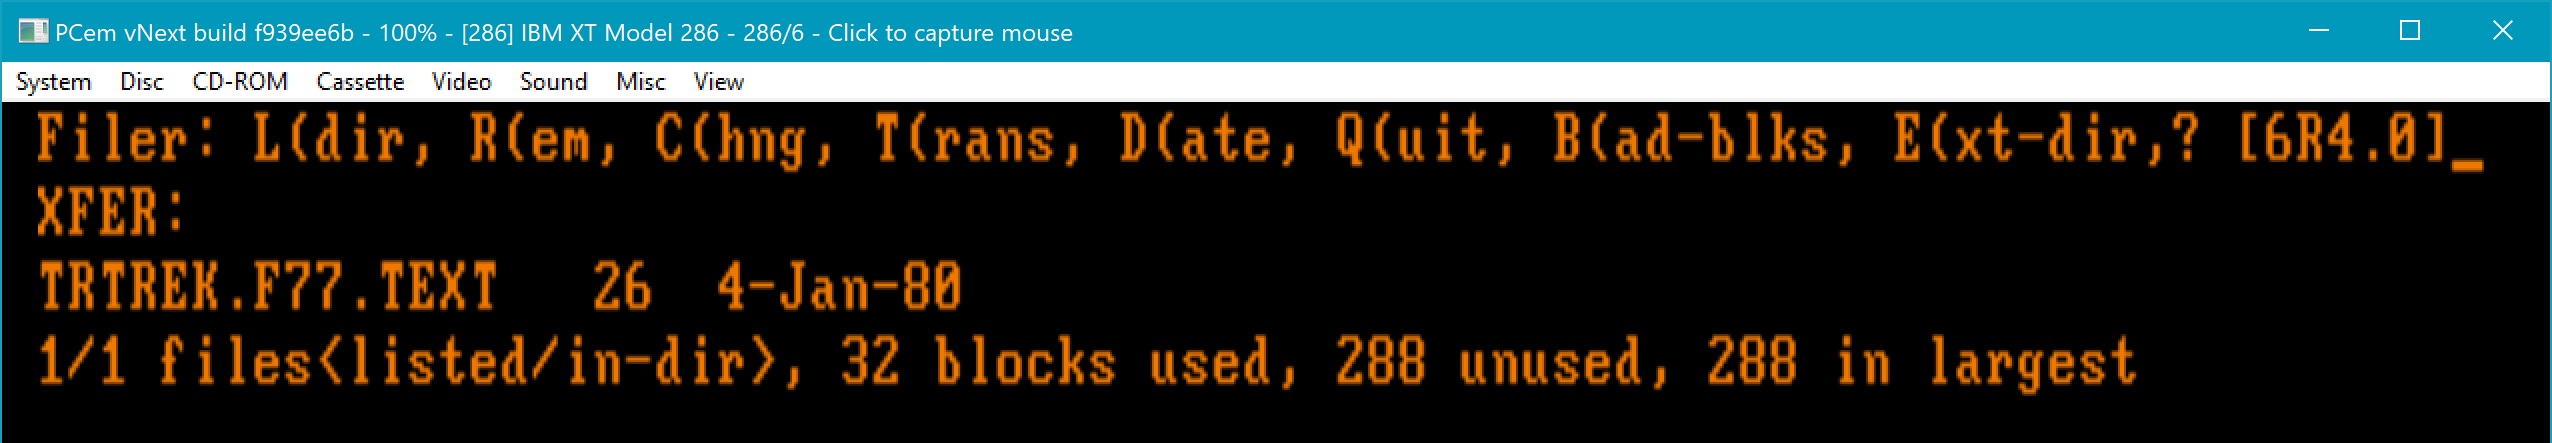 PCem vNext build f939ee6b - 100% - [286] IBM XT Model 286 - 286/6 - Click to capture mouse
System Disc CD-ROM Cassette Video Sound Misc View
Filer: L(dir, R(em, C(hng, T(rans, D(ate, Q(uit, B(ad-blks, E(xt-dir,? [6R4.0]_
XFER:
TRTREK.F77.TEXT 26 4-Jan-80
1/1 files<listed/in-dir>, 32 blocks used, 288 unused, 288 in largest